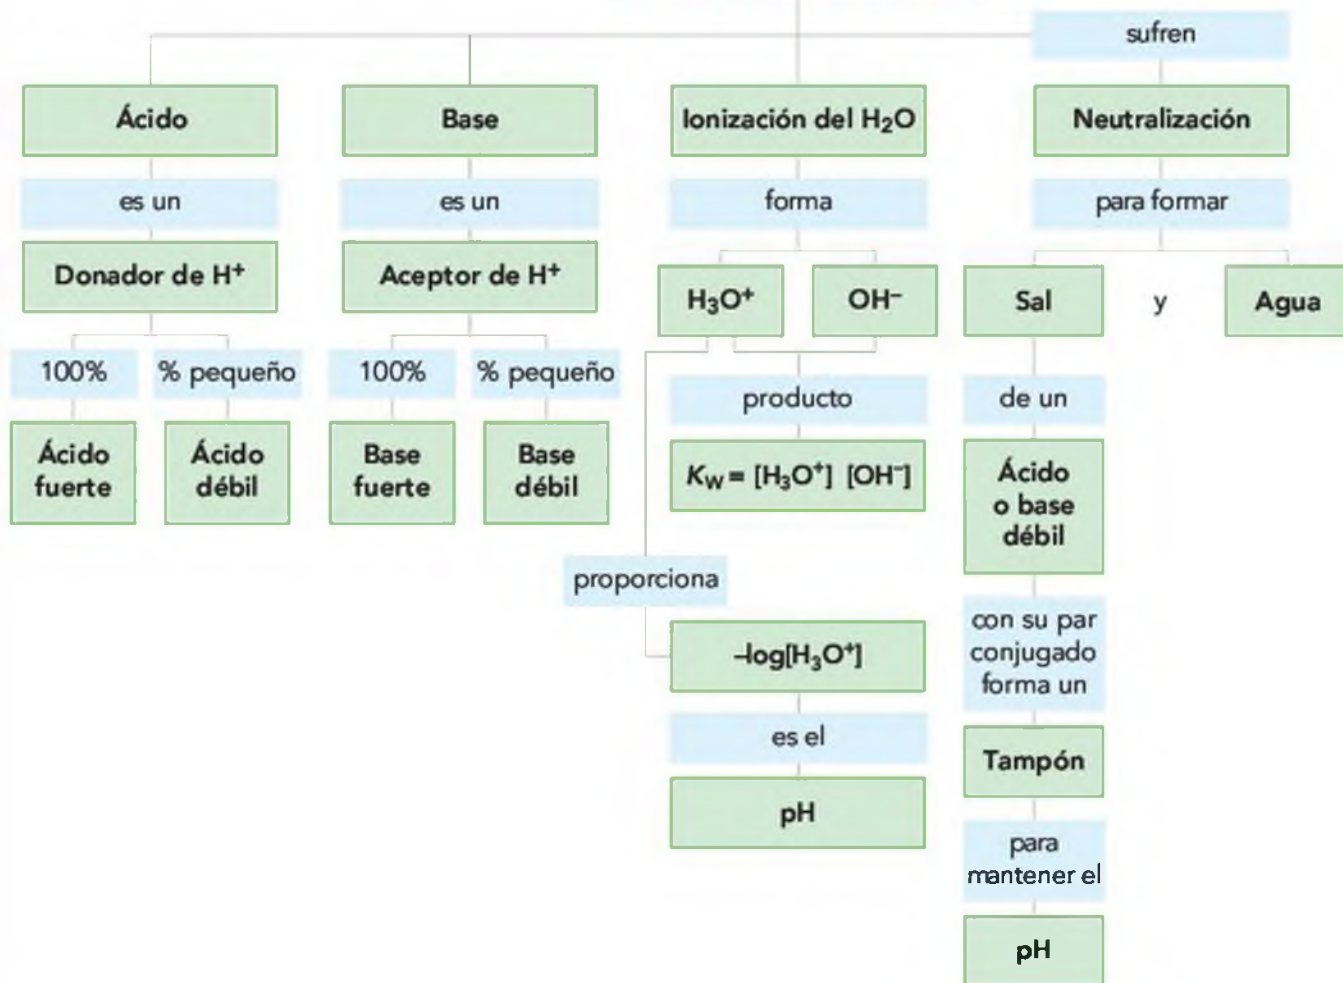 sufren
Ácido
Base
Ionización del H₂O
Neutralización
es un
es un
forma
para formar
Donador de H⁺
Aceptor de H⁺
H₃O⁺
OH⁻
Sal
y
Agua
100%
% pequeño
100%
% pequeño
producto
de un
Ácido
fuerte
Ácido
débil
Base
fuerte
Base
débil
K_W = [H₃O⁺] [OH⁻]
Ácido
o base
débil
proporciona
con su par
conjugado
forma un
–log[H₃O⁺]
es el
Tampón
pH
para
mantener el
pH